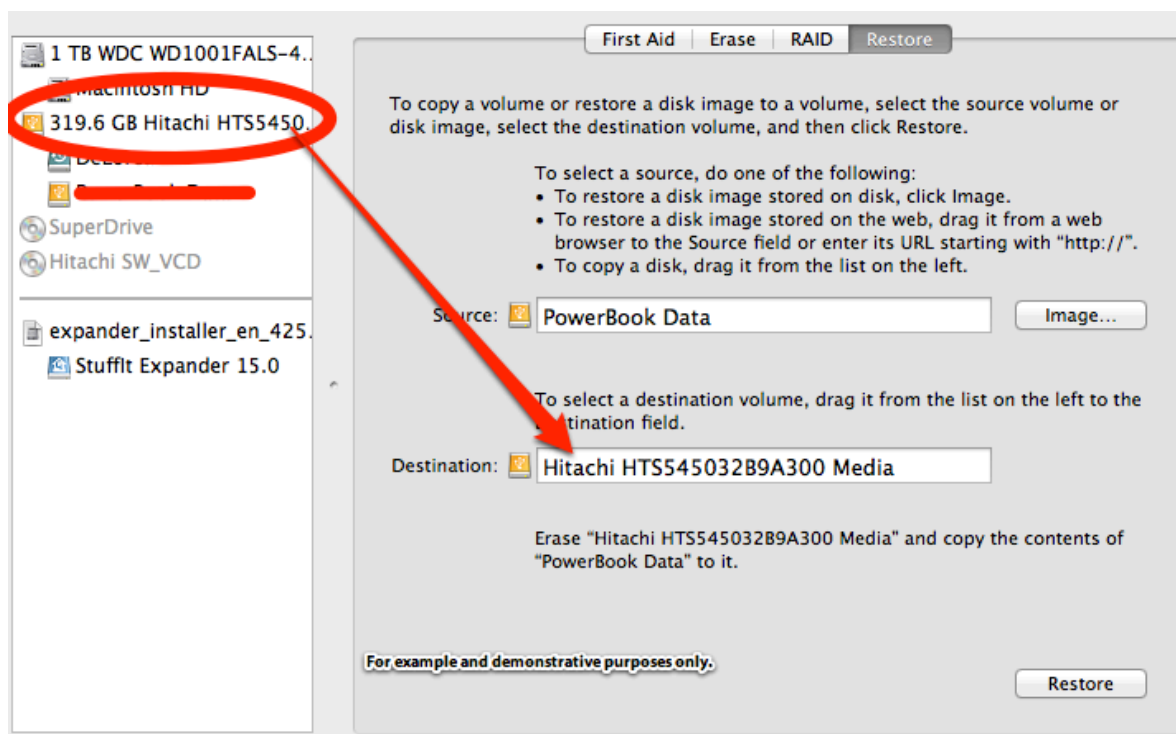 First Aid Erase RAID Restore
1 TB WDC WD1001FALS-4..
Macintosh HD
319.6 GB Hitachi HTS5450.
SuperDrive
Hitachi SW_VCD
expander_installer_en_425.
StuffIt Expander 15.0
To copy a volume or restore a disk image to a volume, select the source volume or
disk image, select the destination volume, and then click Restore.
To select a source, do one of the following:
• To restore a disk image stored on disk, click Image.
• To restore a disk image stored on the web, drag it from a web
browser to the Source field or enter its URL starting with “http://”.
• To copy a disk, drag it from the list on the left.
Source: PowerBook Data Image...
To select a destination volume, drag it from the list on the left to the
destination field.
Destination: Hitachi HTS545032B9A300 Media
Erase “Hitachi HTS545032B9A300 Media” and copy the contents of
“PowerBook Data” to it.
For example and demonstrative purposes only.
Restore